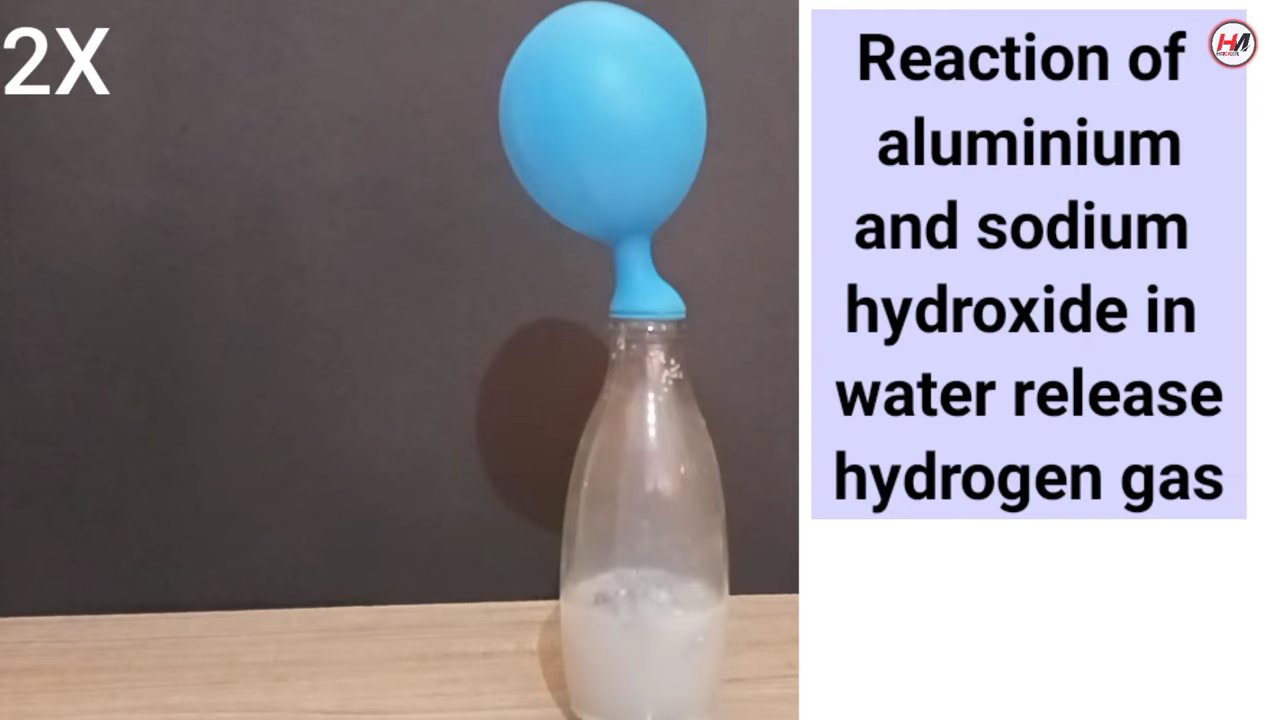 2X
Reaction of
aluminium
and sodium
hydroxide in
water release
hydrogen gas